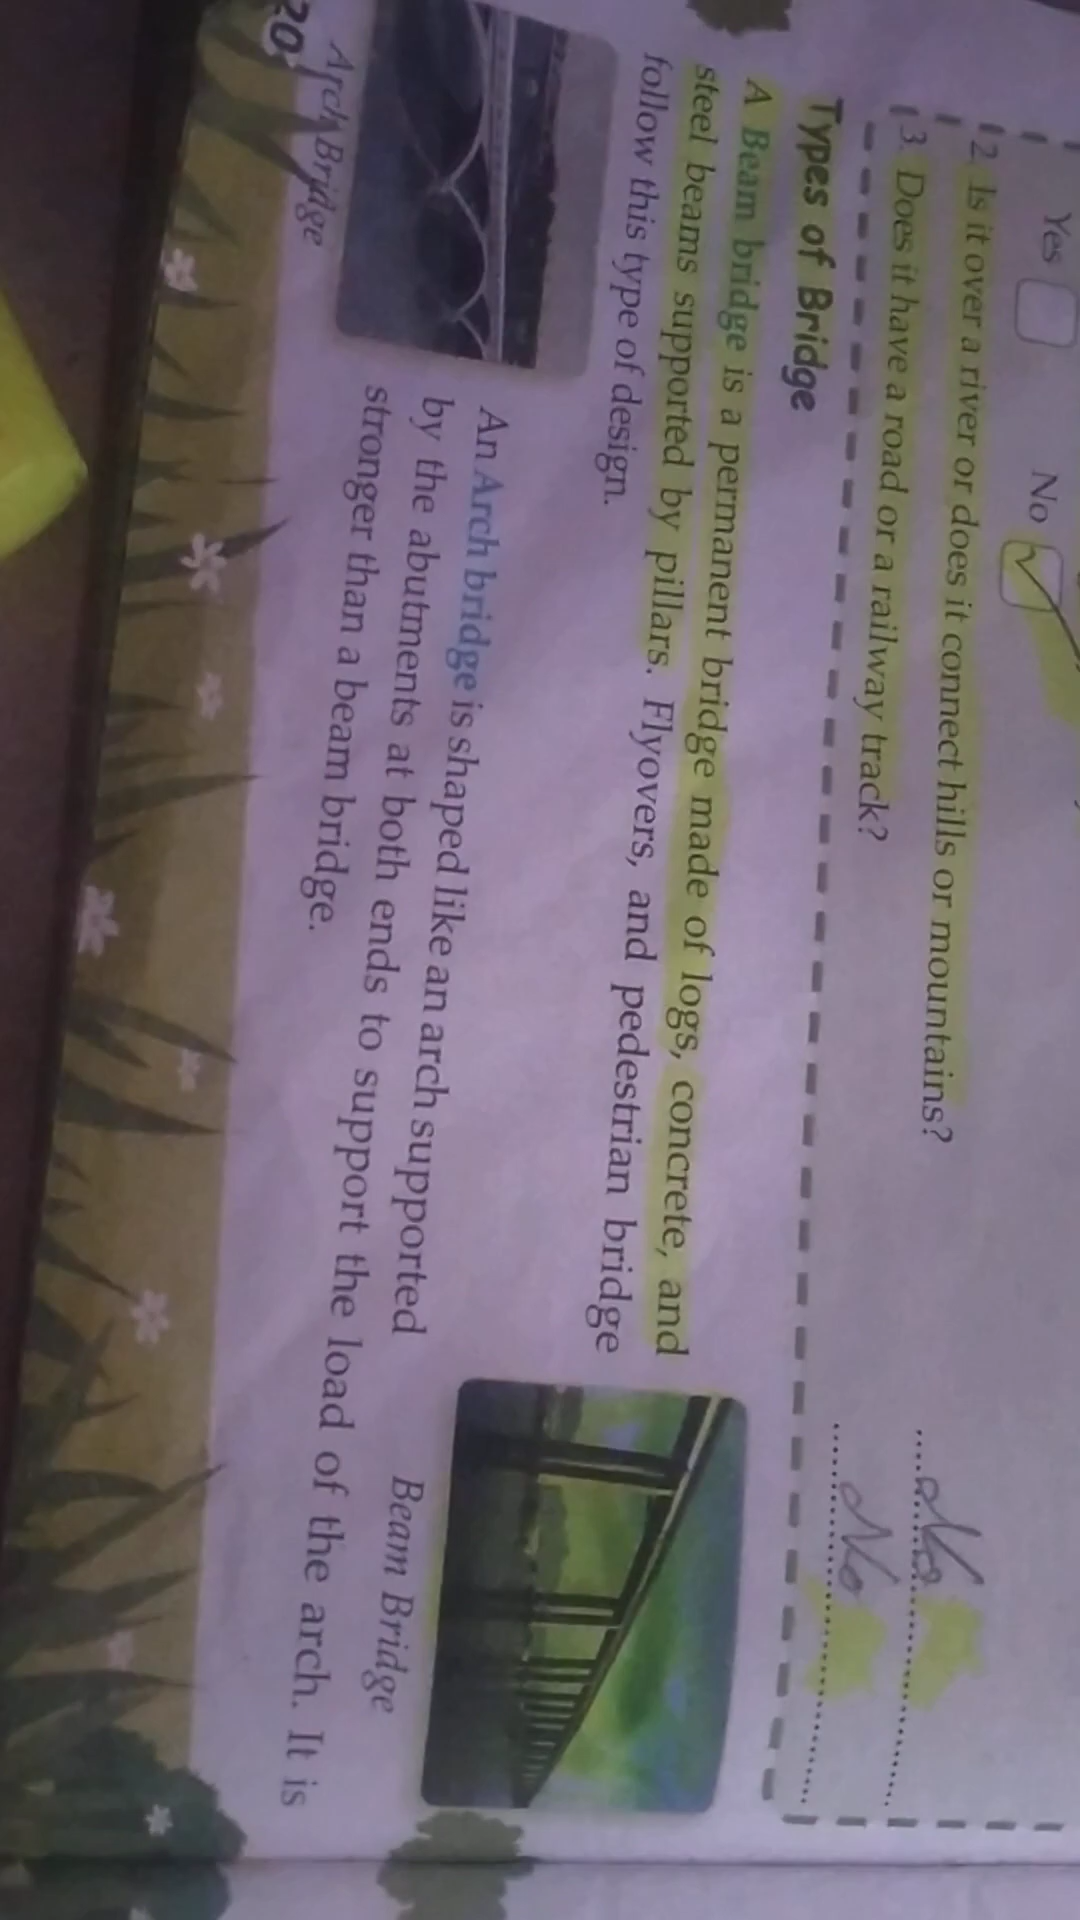 Yes No
2. Is it over a river or does it connect hills or mountains? No
3. Does it have a road or a railway track? No
Types of Bridge
A Beam bridge is a permanent bridge made of logs, concrete, and
steel beams supported by pillars. Flyovers, and pedestrian bridge
follow this type of design.
An Arch bridge is shaped like an arch supported
by the abutments at both ends to support the load of the arch. It is
stronger than a beam bridge.
Beam Bridge
Arch Bridge
20